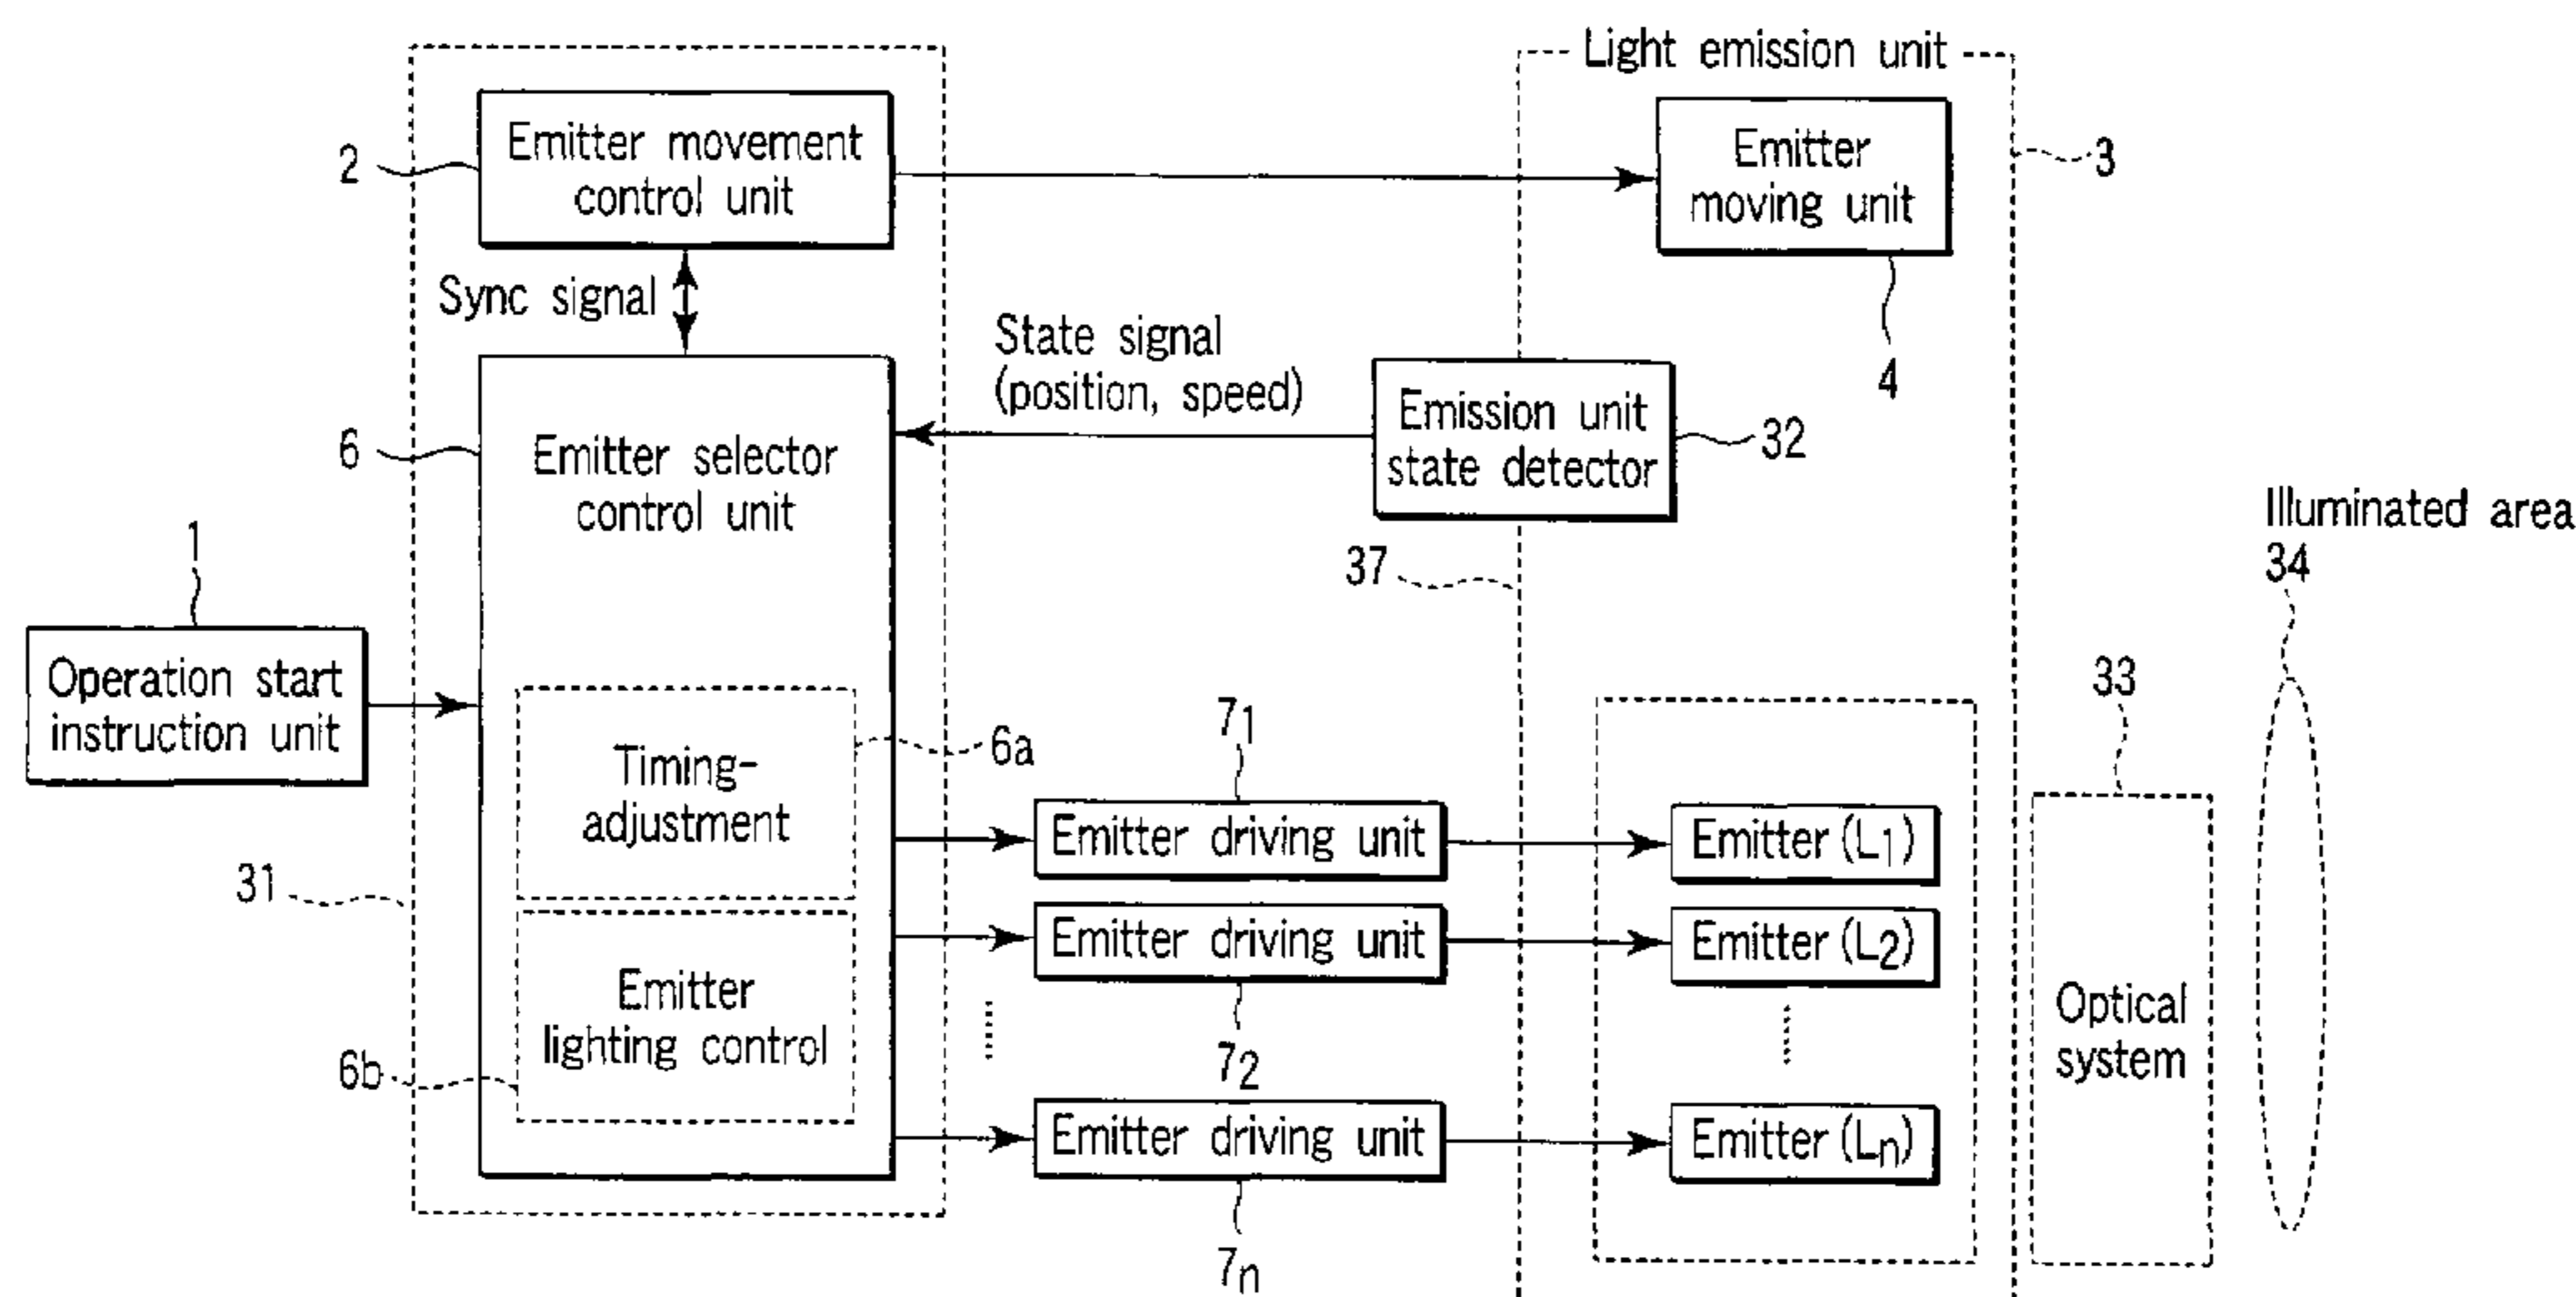 Light emission unit
2
Emitter movement
control unit
Emitter
moving unit
3
Sync signal
State signal
(position, speed)
4
6
Emitter selector
control unit
Emission unit
state detector
32
Illuminated area
34
1
37
Operation start
instruction unit
33
Timing-
adjustment
6a
71
Emitter driving unit
Emitter (L1)
31
Emitter driving unit
Emitter (L2)
Emitter
lighting control
Optical
system
6b
72
Emitter driving unit
Emitter (Ln)
7n